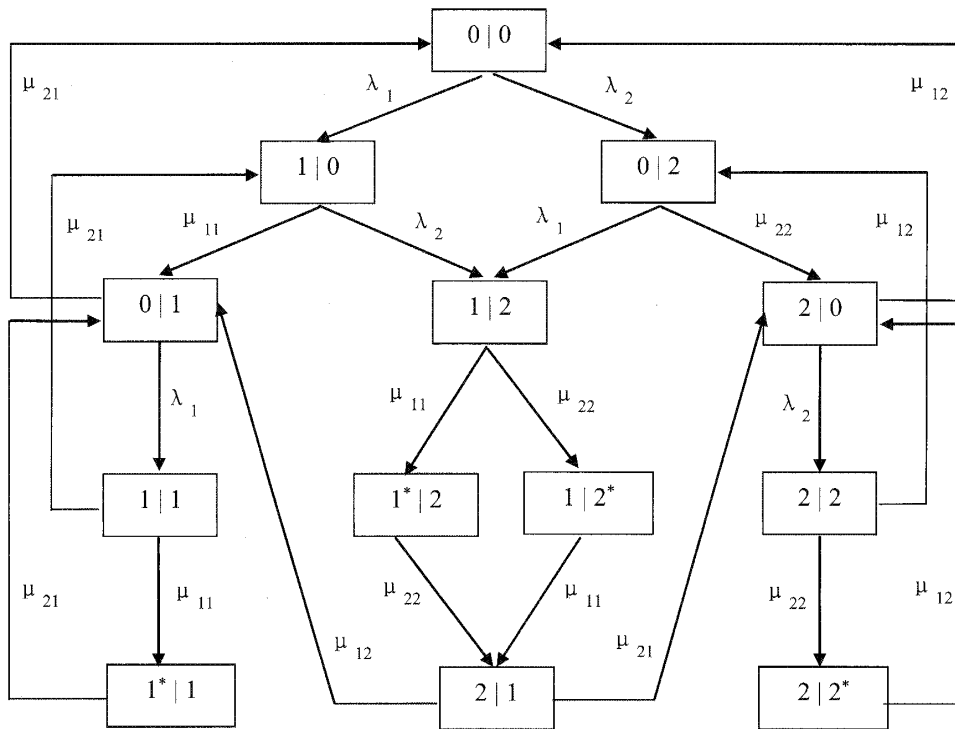 0 | 0
μ 21
λ 1
λ 2
μ 12
1 | 0
0 | 2
μ 21
μ 11
λ 2
λ 1
μ 22
μ 12
0 | 1
1 | 2
2 | 0
λ 1
μ 11
μ 22
λ 2
1 | 1
1* | 2
1 | 2*
2 | 2
μ 21
μ 11
μ 22
μ 11
μ 22
μ 12
μ 12
μ 21
1* | 1
2 | 1
2 | 2*